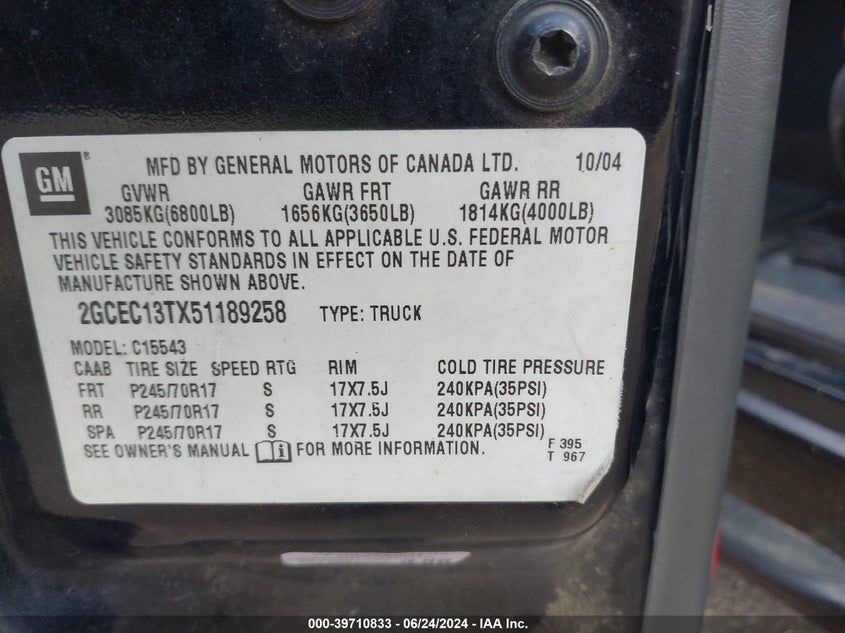 GM ® MFD BY GENERAL MOTORS OF CANADA LTD. 10/04
GVWR GAWR FRT GAWR RR
3085KG(6800LB) 1656KG(3650LB) 1814KG(4000LB)
THIS VEHICLE CONFORMS TO ALL APPLICABLE U.S. FEDERAL MOTOR
VEHICLE SAFETY STANDARDS IN EFFECT ON THE DATE OF
MANUFACTURE SHOWN ABOVE.
2GCEC13TX51189258 TYPE: TRUCK
MODEL: C15543
CAAB TIRE SIZE SPEED RTG RIM COLD TIRE PRESSURE
FRT P245/70R17 S 17X7.5J 240KPA(35PSI)
RR P245/70R17 S 17X7.5J 240KPA(35PSI)
SPA P245/70R17 S 17X7.5J 240KPA(35PSI)
SEE OWNER'S MANUAL i FOR MORE INFORMATION. F 395
T 967
000-39710833 - 06/24/2024 - IAA Inc.